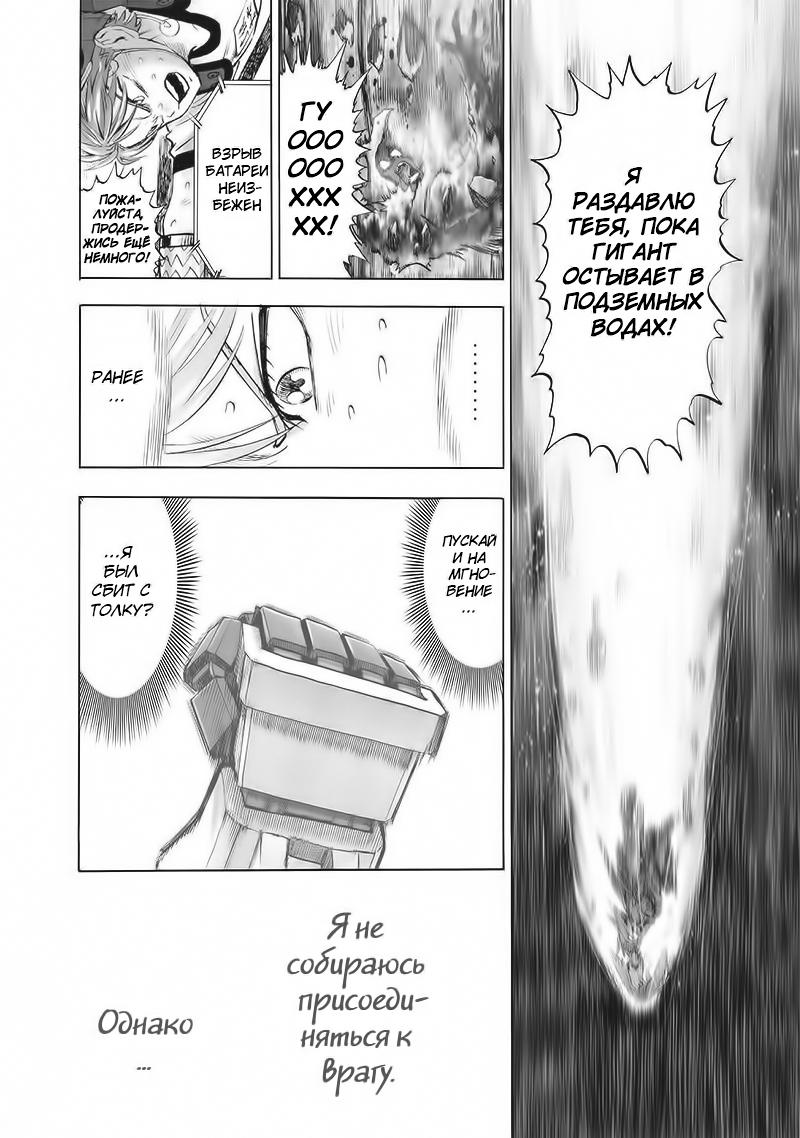 Я
РАЗДАВЛЮ
ТЕБЯ, ПОКА
ГИГАНТ
ОСТЫВАЕТ В
ПОДЗЕМНЫХ
ВОДАХ!
ГУ
ООО
ООО
ХХХ
ХХ!
ВЗРЫВ
БАТАРЕИ
НЕИЗ-
БЕЖЕН
ПОЖА-
ЛУЙСТА,
ПРОДЕР-
ЖИСЬ ЕЩЁ
НЕМНОГО!
.........
РАНЕЕ
...
ПУСКАЙ
И НА
МГНО-
ВЕНИЕ
...
...Я
БЫЛ
СБИТ С
ТОЛКУ?
Я не
собираюсь
присоеди-
няться к
врагу.
Однако
...